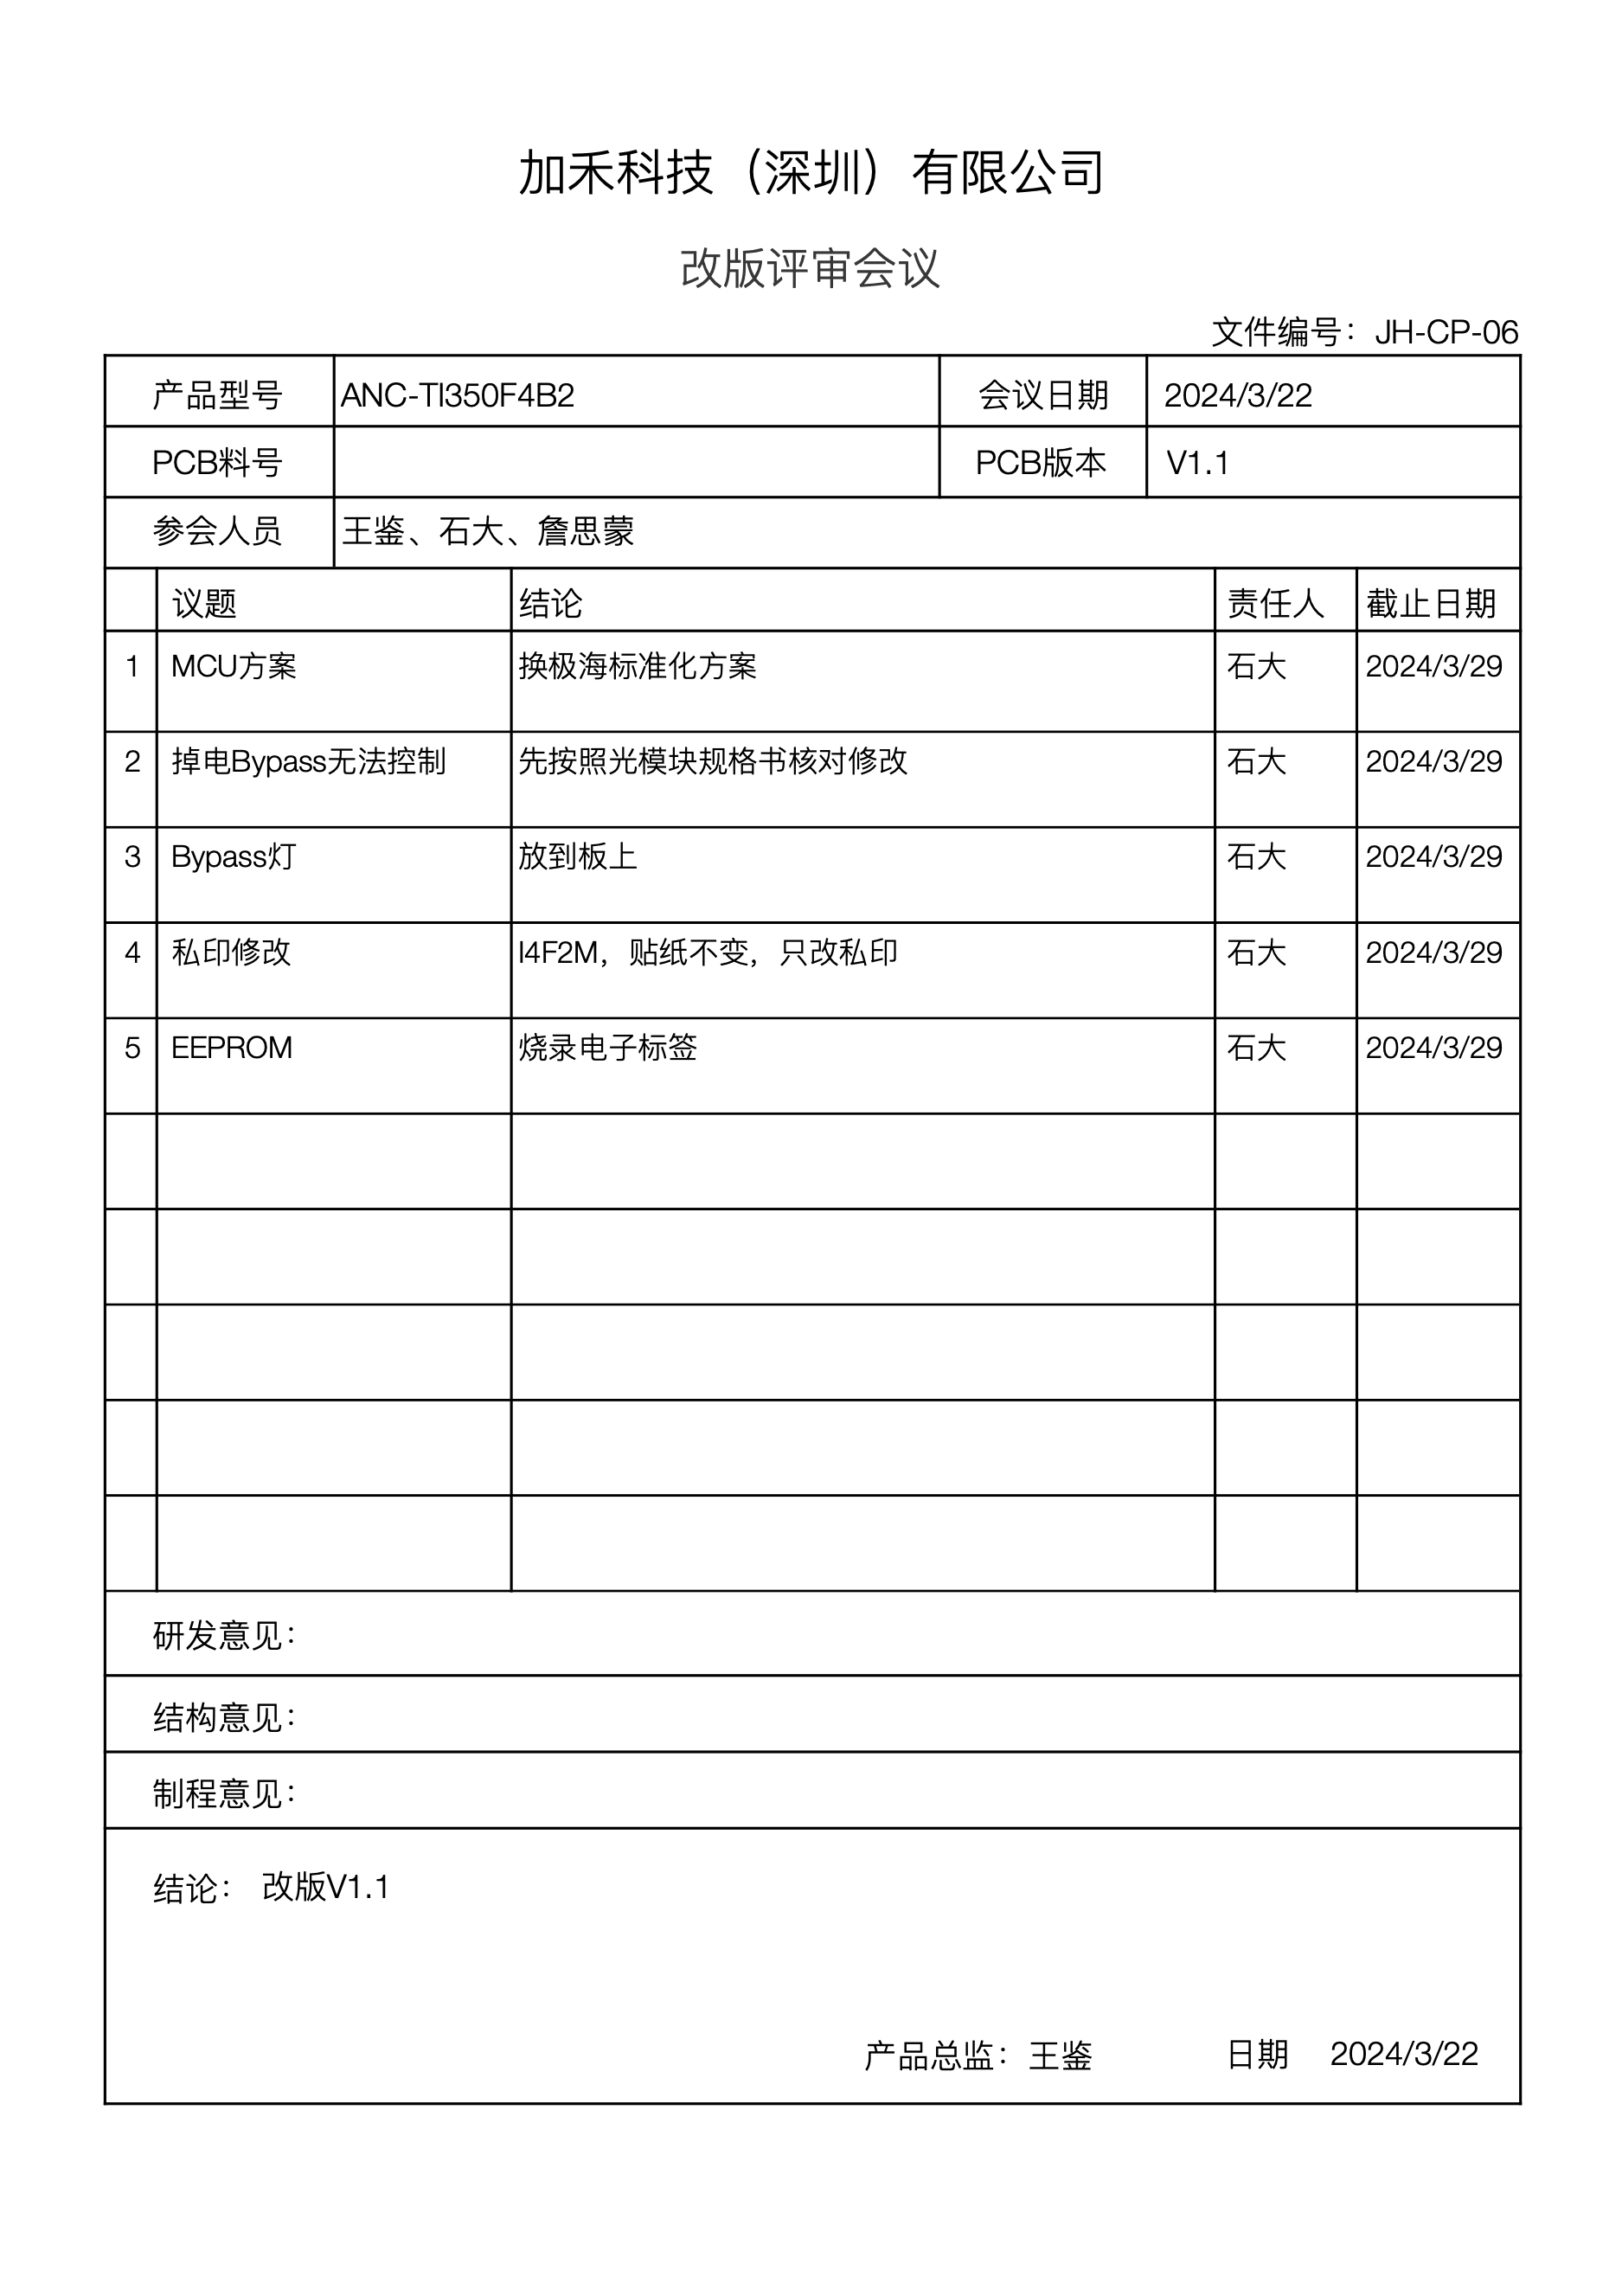 加禾科技（深圳）有限公司
改版评审会议
文件编号：JH-CP-06
产品型号 ANC-TI350F4B2 会议日期 2024/3/22
PCB料号 PCB版本 V1.1
参会人员 王鉴、石大、詹思蒙
议题 结论 责任人 截止日期
1 MCU方案 换极海标准化方案 石大 2024/3/29
2 掉电Bypass无法控制 先按照光模块规格书核对修改 石大 2024/3/29
3 Bypass灯 放到板上 石大 2024/3/29
4 私印修改 I4F2M，贴纸不变，只改私印 石大 2024/3/29
5 EEPROM 烧录电子标签 石大 2024/3/29
研发意见：
结构意见：
制程意见：
结论： 改版V1.1
产品总监：王鉴 日期 2024/3/22